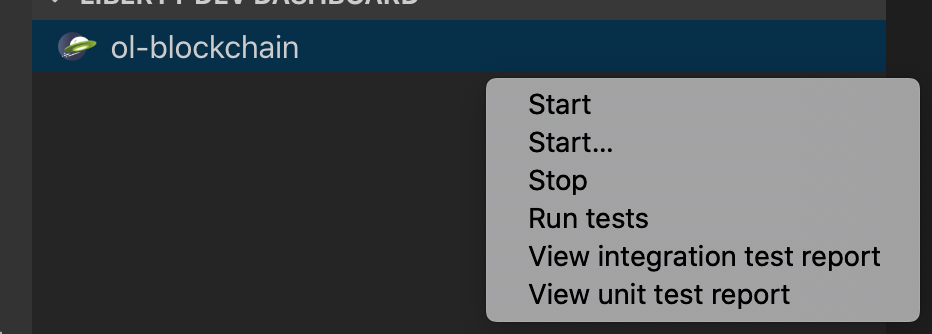 LIBERTY DEV DASHBOARD
ol-blockchain
Start
Start...
Stop
Run tests
View integration test report
View unit test report